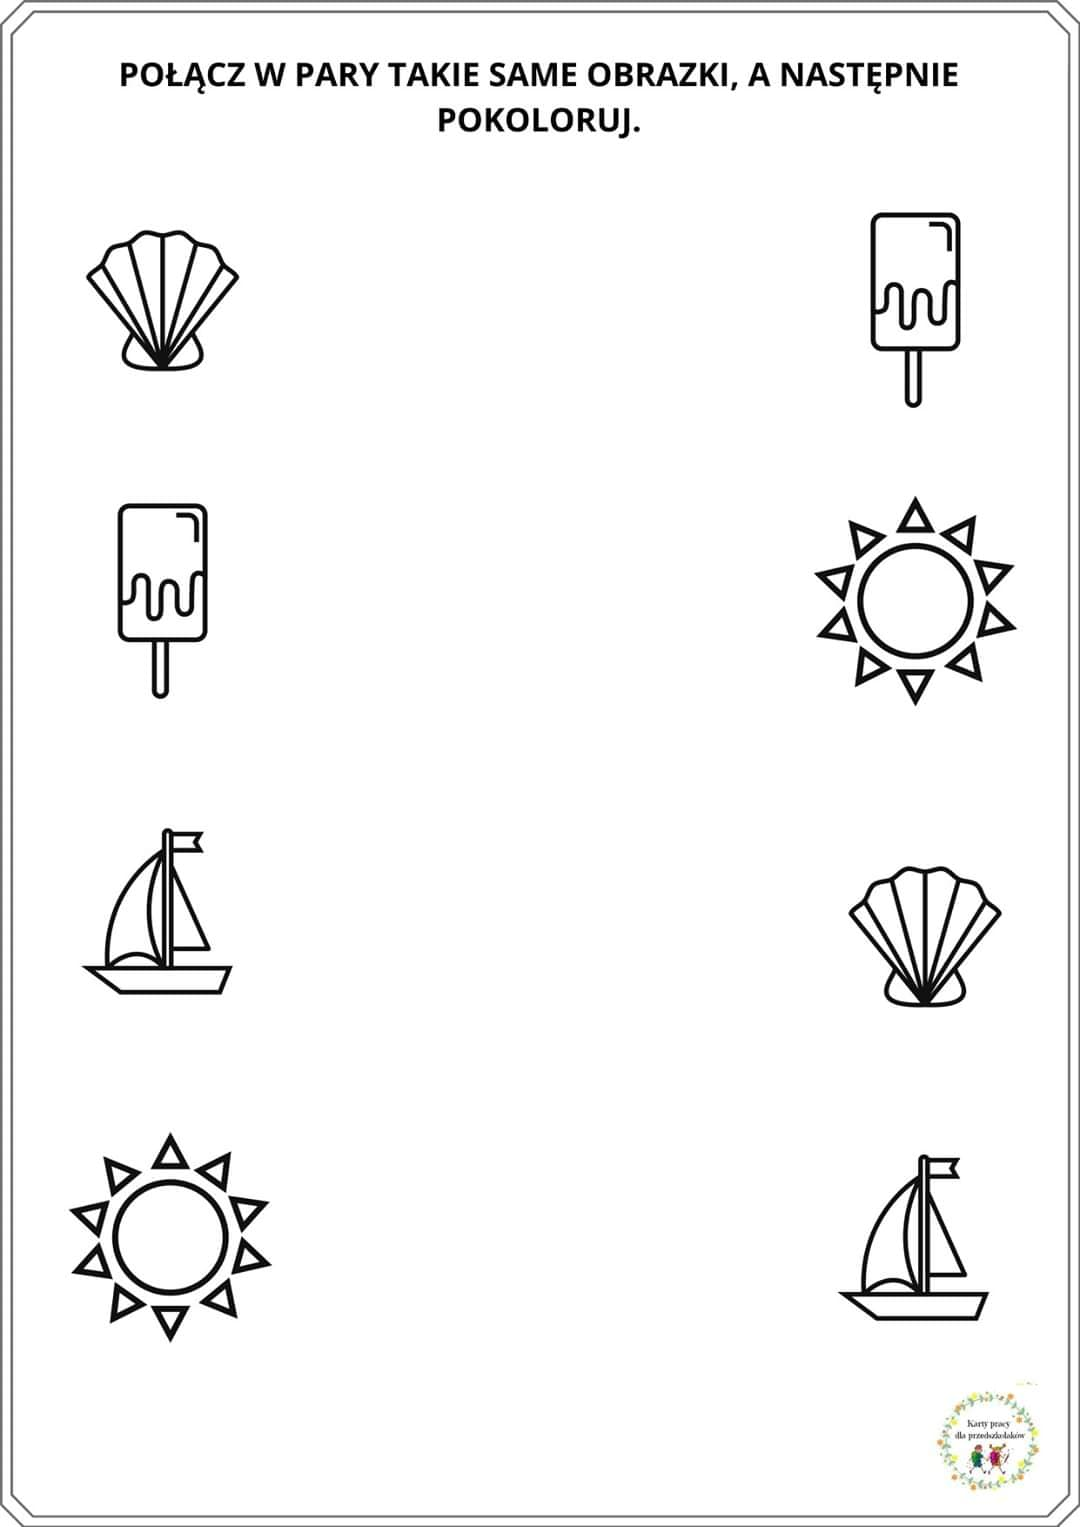 POŁĄCZ W PARY TAKIE SAME OBRAZKI, A NASTĘPNIE
POKOLORUJ.
Karty pracy
dla przedszkolaków